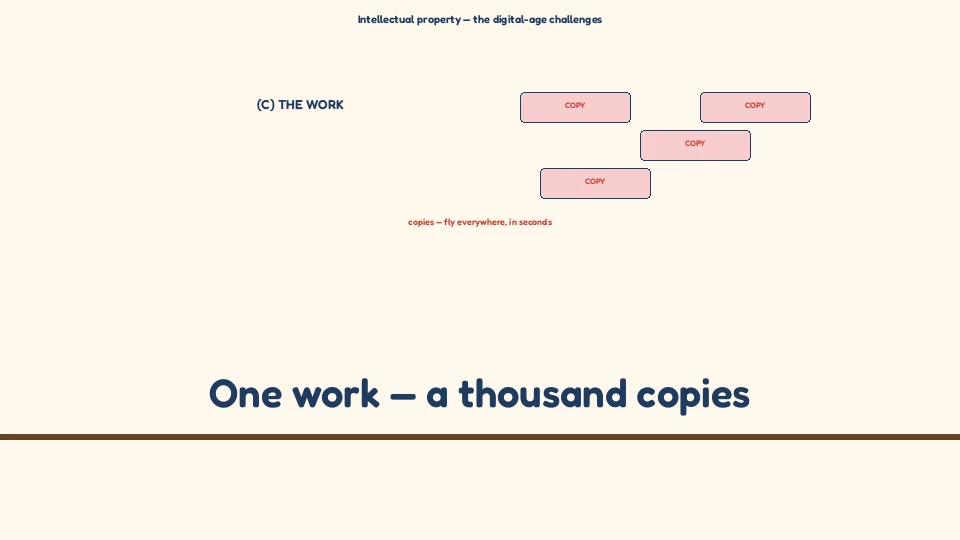 Intellectual property — the digital-age challenges
(C) THE WORK
COPY
COPY
COPY
COPY
copies — fly everywhere, in seconds
One work — a thousand copies